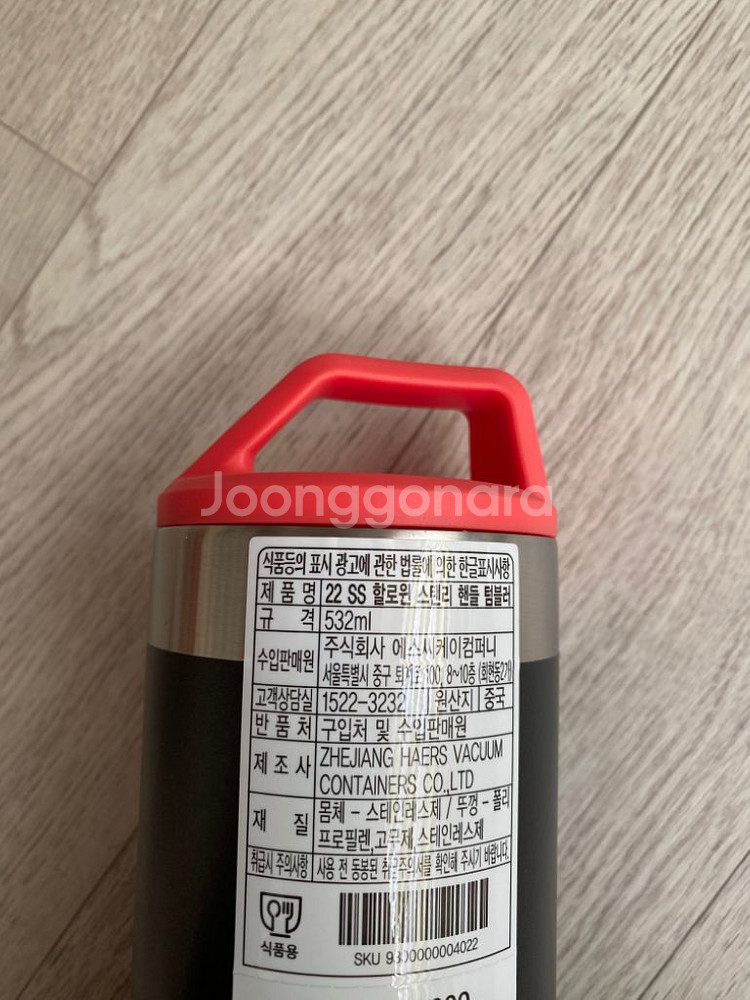 Joonggonara
식품등의 표시 광고에 관한 법률에 의한 한글표시사항
제 품 명 22 SS 할로윈 스탠리 핸들 텀블러
규 격 532ml
수입판매원 주식회사 에스씨케이컴퍼니
서울특별시 중구 퇴계로 100, 8~10층 (회현동2가)
고객상담실 1522-3232 원산지 중국
반 품 처 구입처 및 수입판매원
제 조 사 ZHEJIANG HAERS VACUUM
CONTAINERS CO.,LTD
재 질 몸체 - 스테인레스제 / 뚜껑 - 폴리
프로필렌,고무제,스테인레스제
취급시 주의사항 사용 전 동봉된 취급주의서를 확인해 주시기 바랍니다.
식품용
SKU 9300000004022